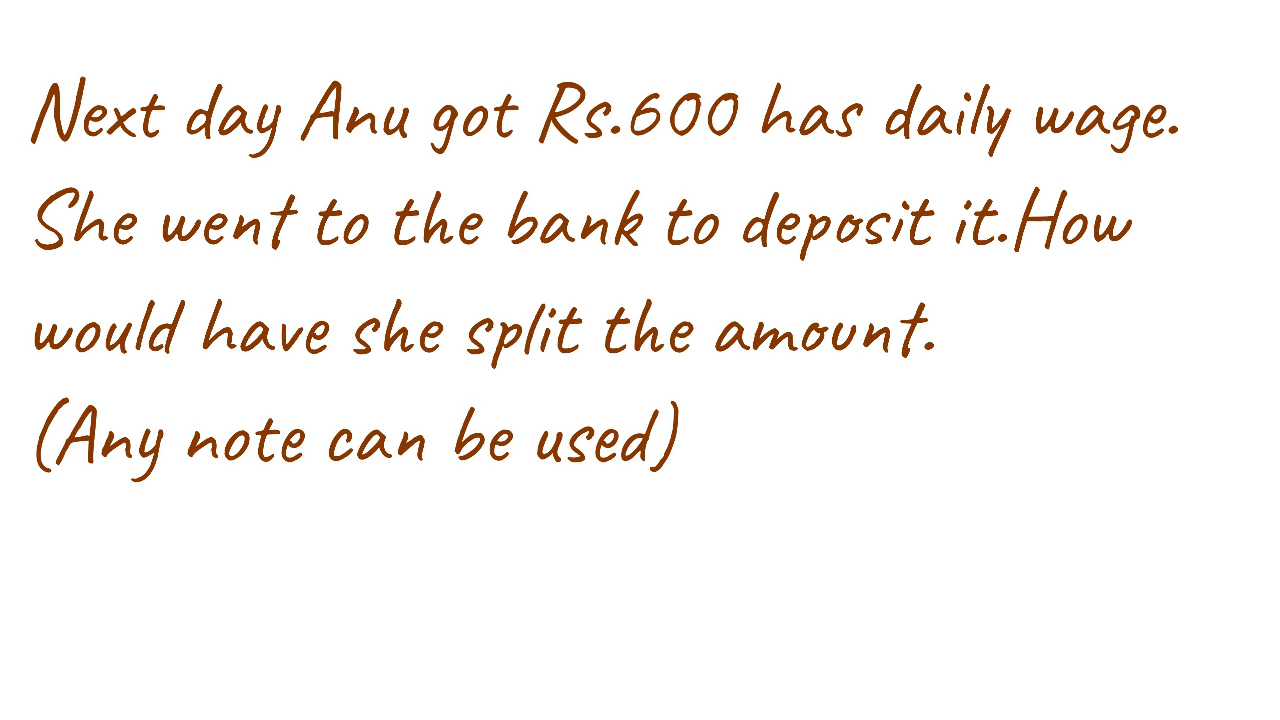 Next day Anu got Rs.600 has daily wage.
She went to the bank to deposit it.How
would have she split the amount.
(Any note can be used)